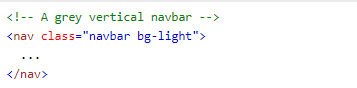 <!-- A grey vertical navbar -->
<nav class="navbar bg-light">
...
</nav>